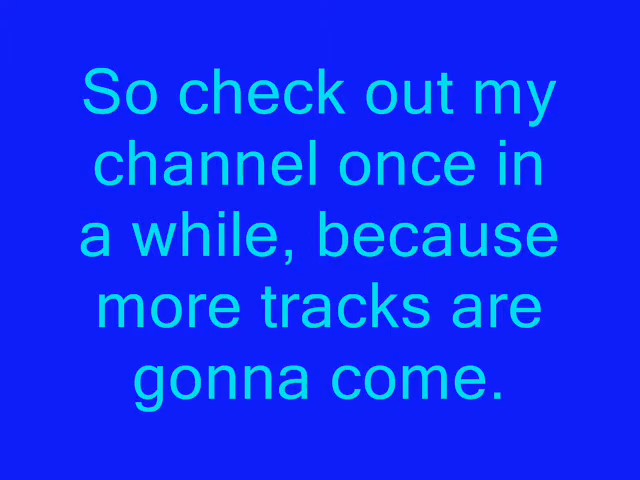 So check out my
channel once in
a while, because
more tracks are
gonna come.